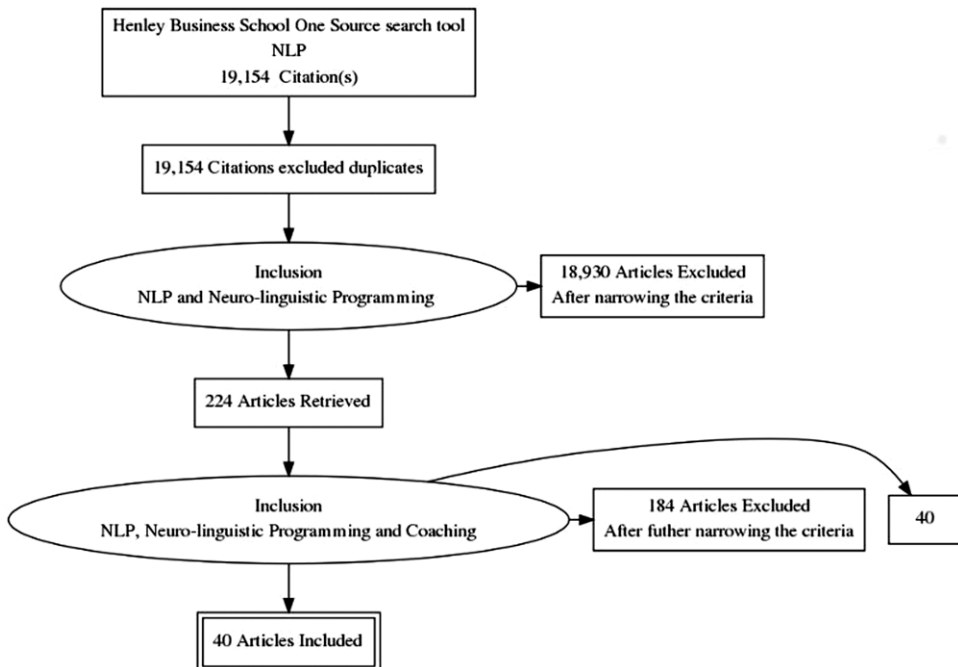 Henley Business School One Source search tool
NLP
19,154 Citation(s)
19,154 Citations excluded duplicates
Inclusion
NLP and Neuro-linguistic Programming
18,930 Articles Excluded
After narrowing the criteria
224 Articles Retrieved
Inclusion
NLP, Neuro-linguistic Programming and Coaching
184 Articles Excluded
After futher narrowing the criteria
40
40 Articles Included